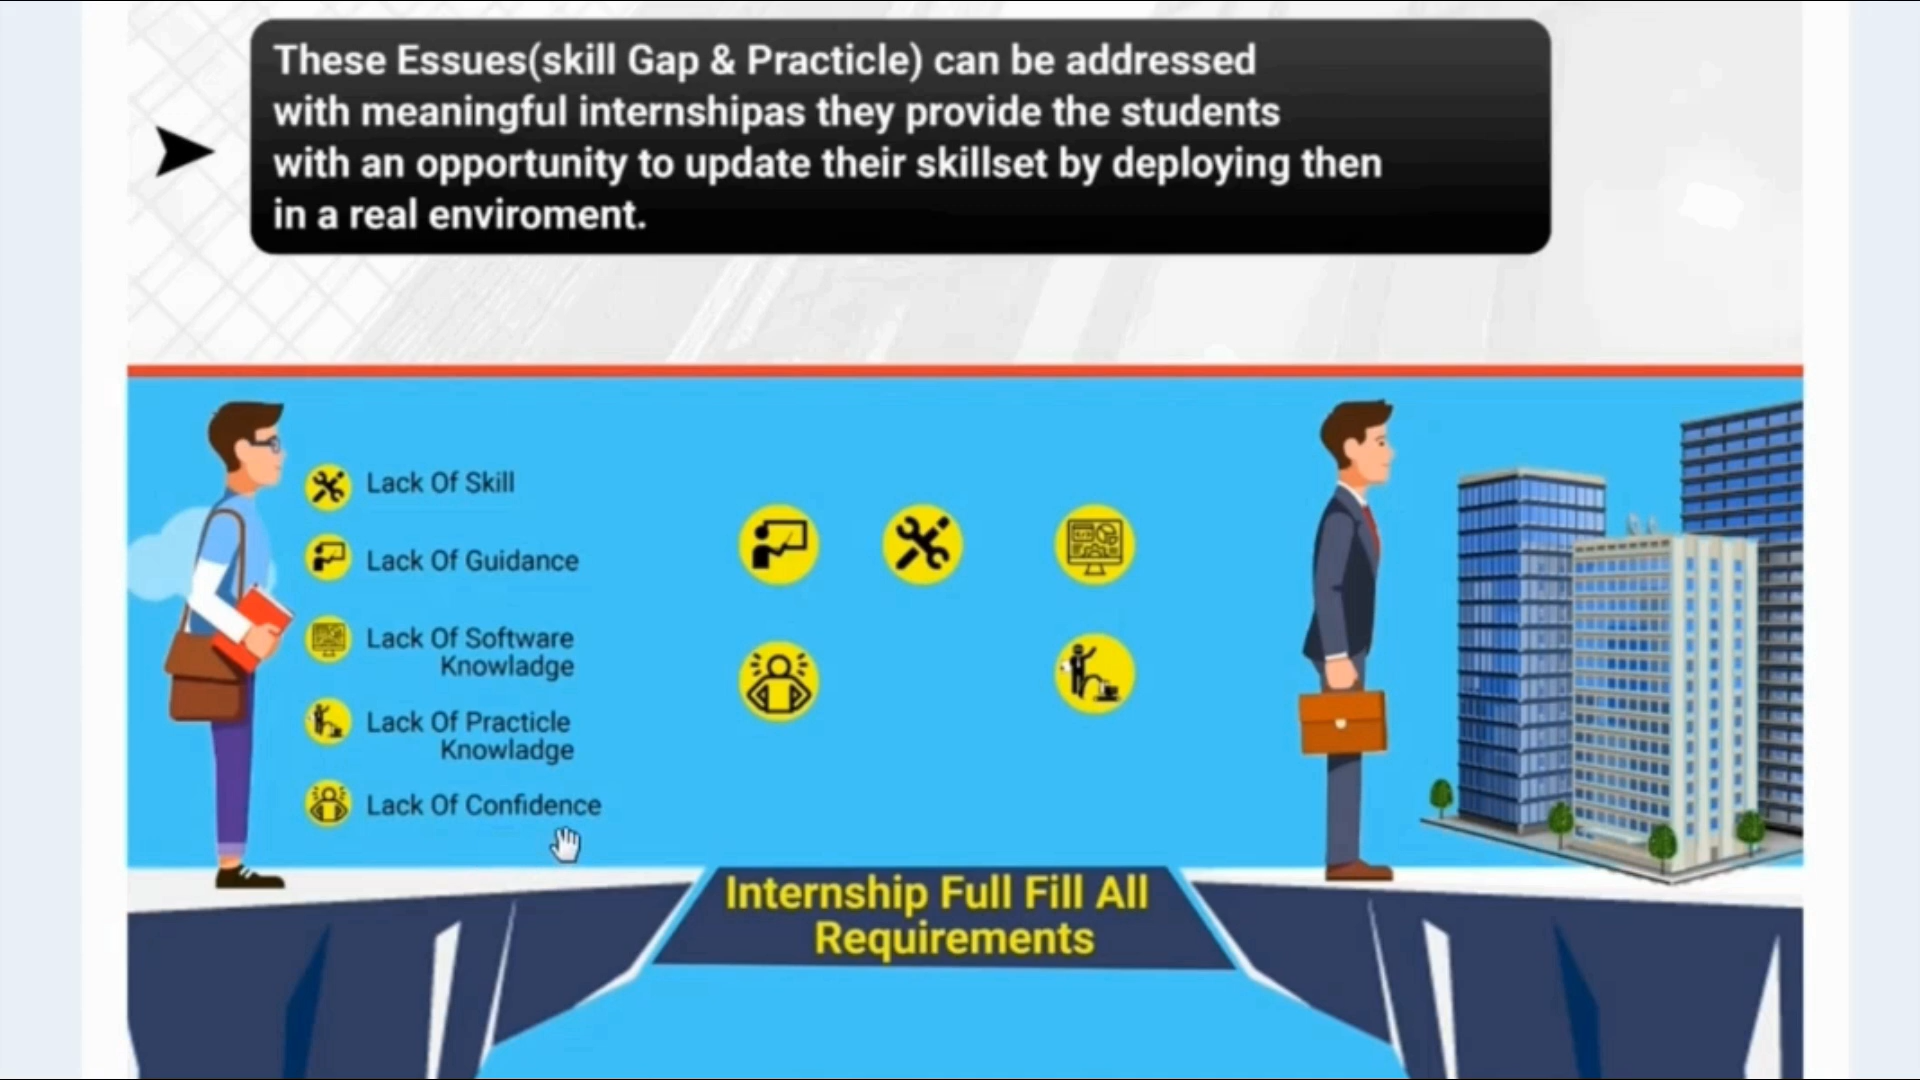 These Essues(skill Gap & Practicle) can be addressed
with meaningful internshipas they provide the students
with an opportunity to update their skillset by deploying then
in a real enviroment.
Lack Of Skill
Lack Of Guidance
Lack Of Software
Knowladge
Lack Of Practicle
Knowladge
Lack Of Confidence
Internship Full Fill All
Requirements